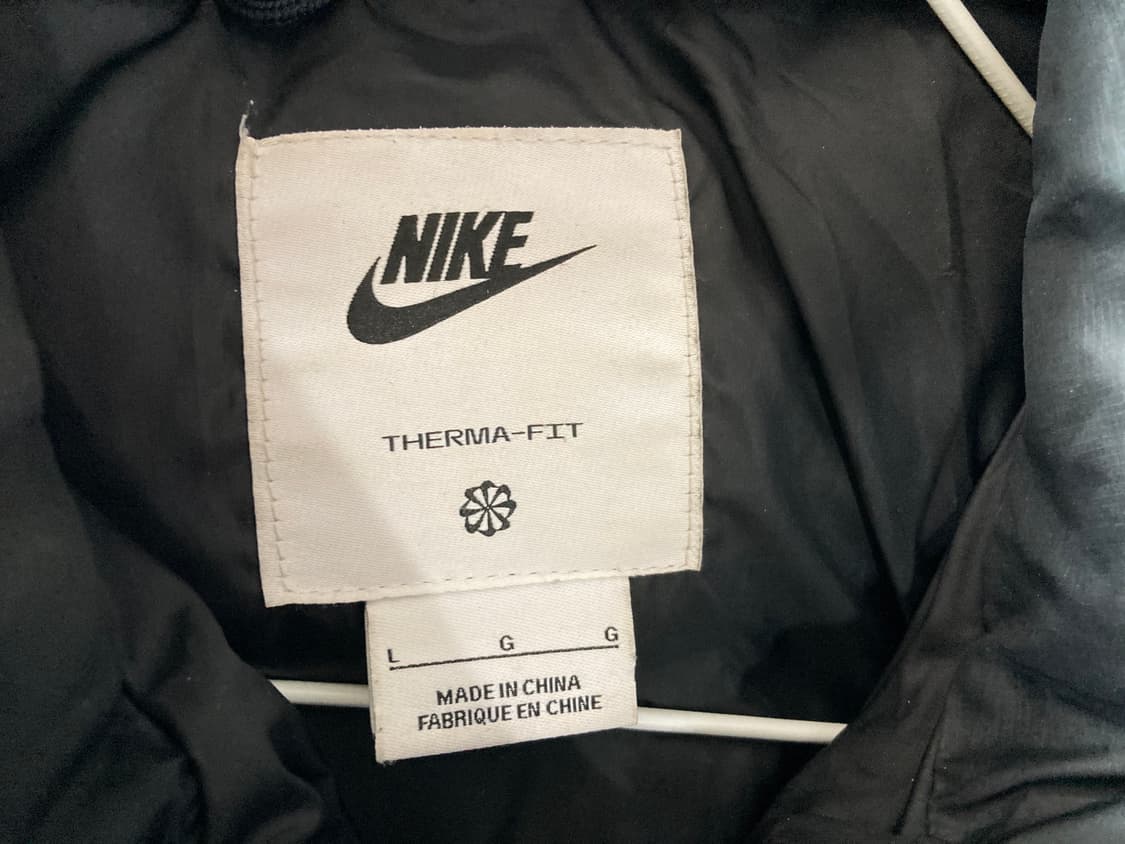 NIKE
THERMA-FIT
L G G
MADE IN CHINA
FABRIQUE EN CHINE